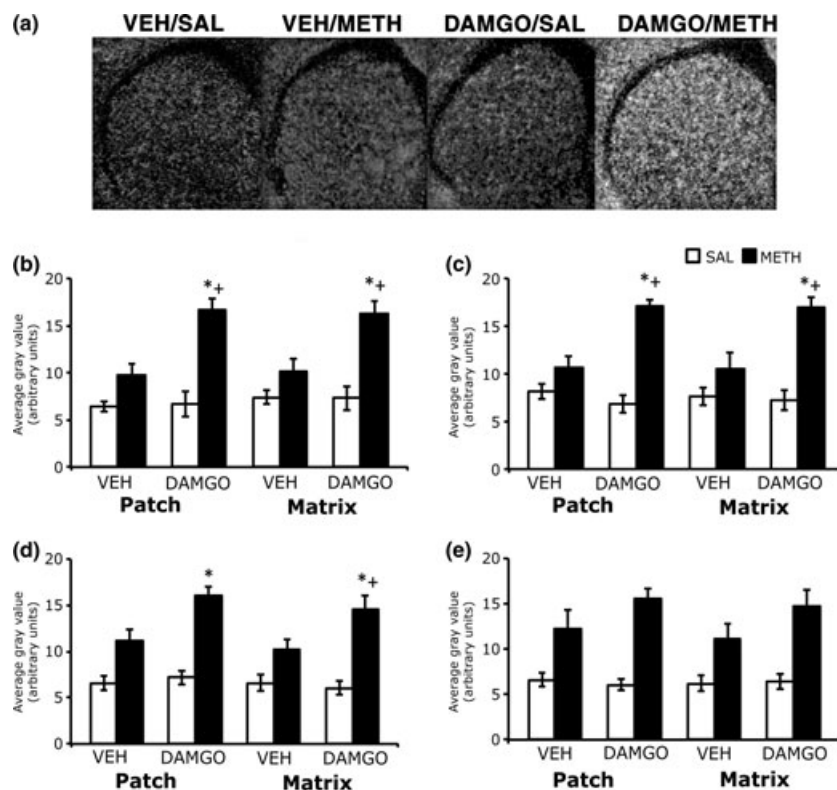 (a) VEH/SAL VEH/METH DAMGO/SAL DAMGO/METH
(b)
Average gray value
(arbitrary units)
20
15
10
5
0
*+ *+
VEH DAMGO VEH DAMGO
Patch Matrix
(c)
SAL METH
Average gray value
(arbitrary units)
20
15
10
5
0
*+ *+
VEH DAMGO VEH DAMGO
Patch Matrix
(d)
Average gray value
(arbitrary units)
20
15
10
5
0
* *+
VEH DAMGO VEH DAMGO
Patch Matrix
(e)
Average gray value
(arbitrary units)
20
15
10
5
0
VEH DAMGO VEH DAMGO
Patch Matrix